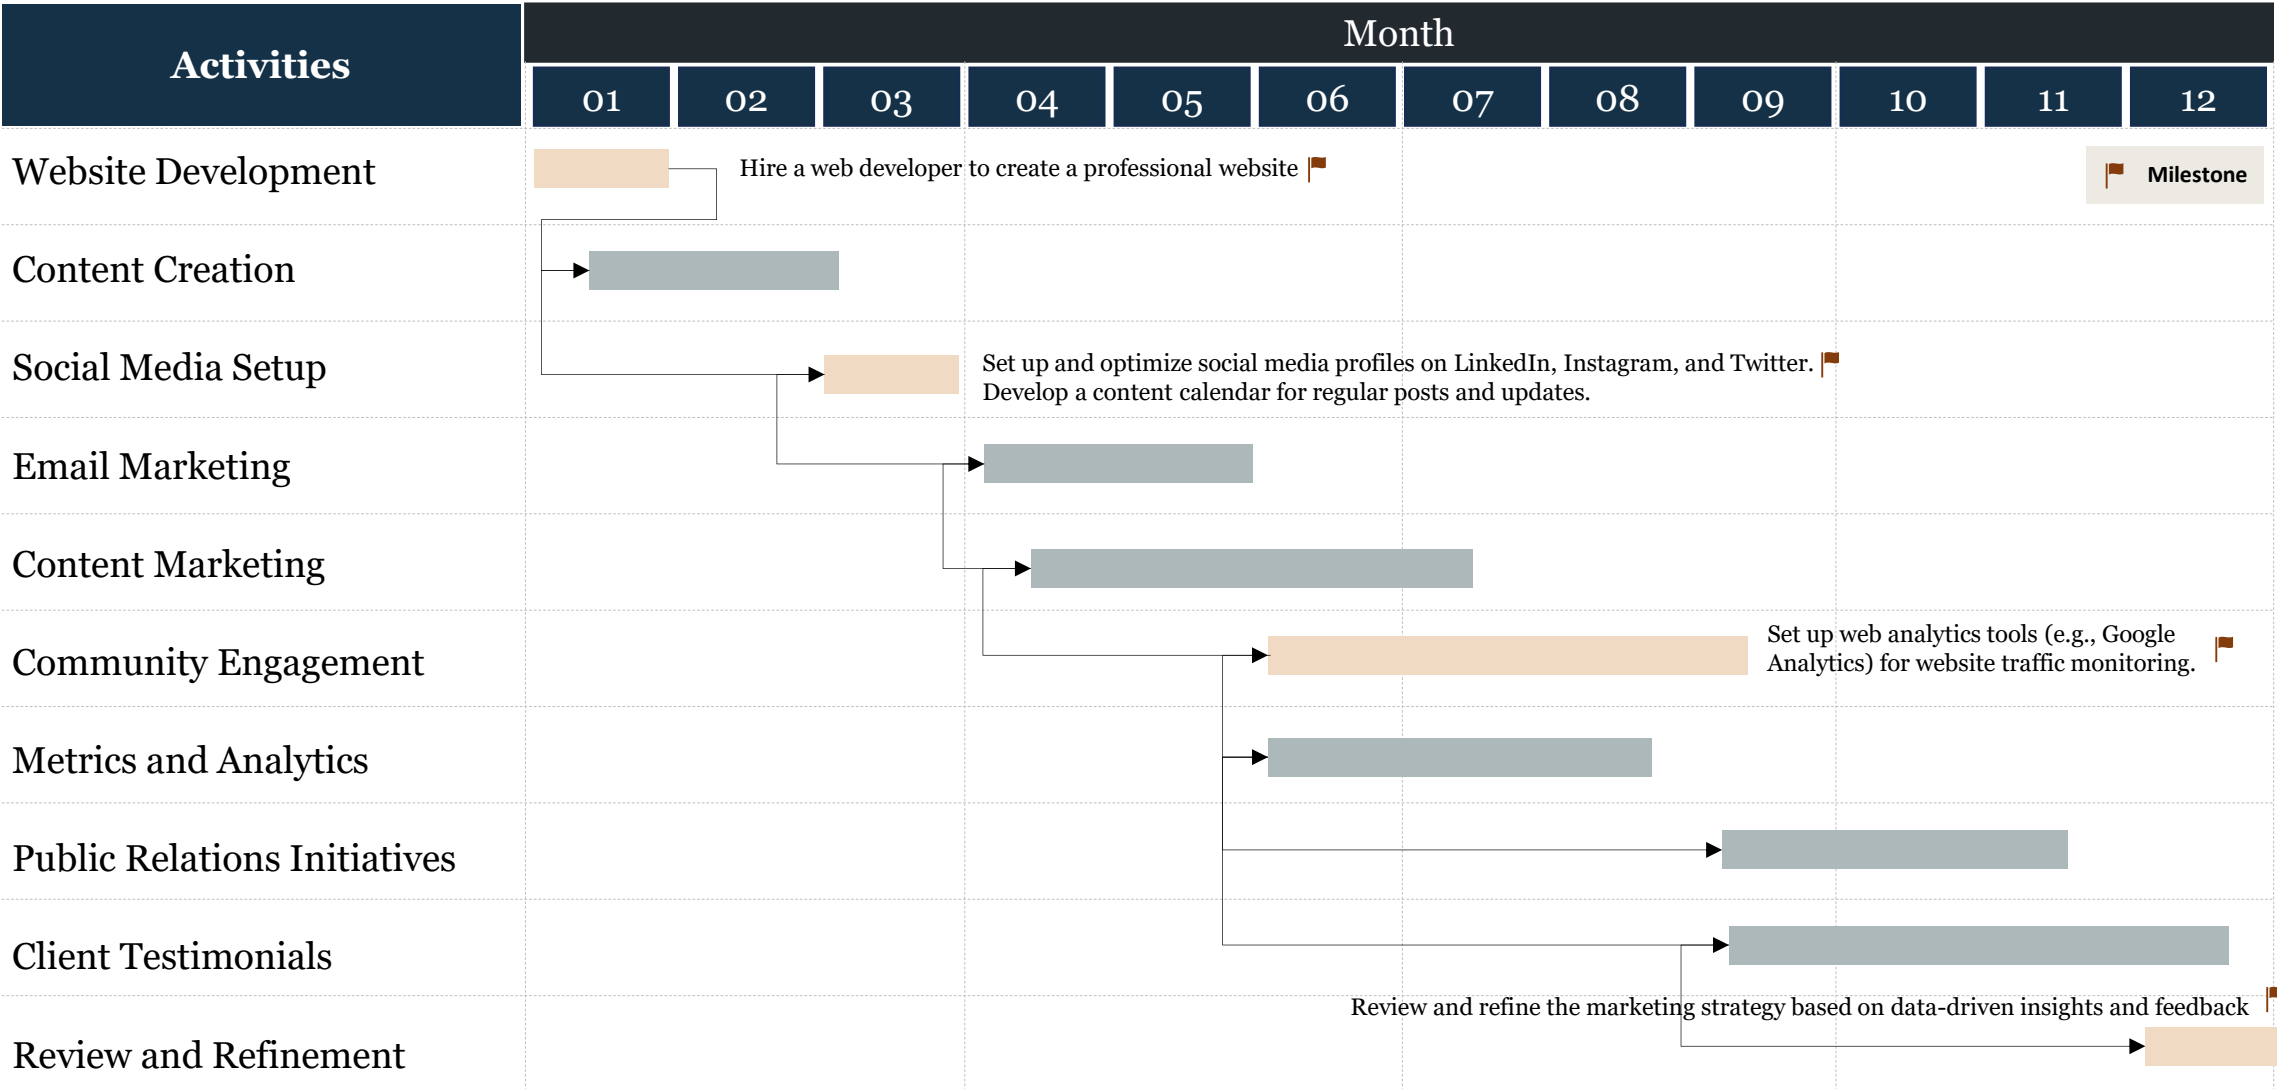 Activities
Month
01 02 03 04 05 06 07 08 09 10 11 12
Website Development
Hire a web developer to create a professional website
Milestone
Content Creation
Social Media Setup
Set up and optimize social media profiles on LinkedIn, Instagram, and Twitter.
Develop a content calendar for regular posts and updates.
Email Marketing
Content Marketing
Community Engagement
Set up web analytics tools (e.g., Google
Analytics) for website traffic monitoring.
Metrics and Analytics
Public Relations Initiatives
Client Testimonials
Review and refine the marketing strategy based on data-driven insights and feedback
Review and Refinement